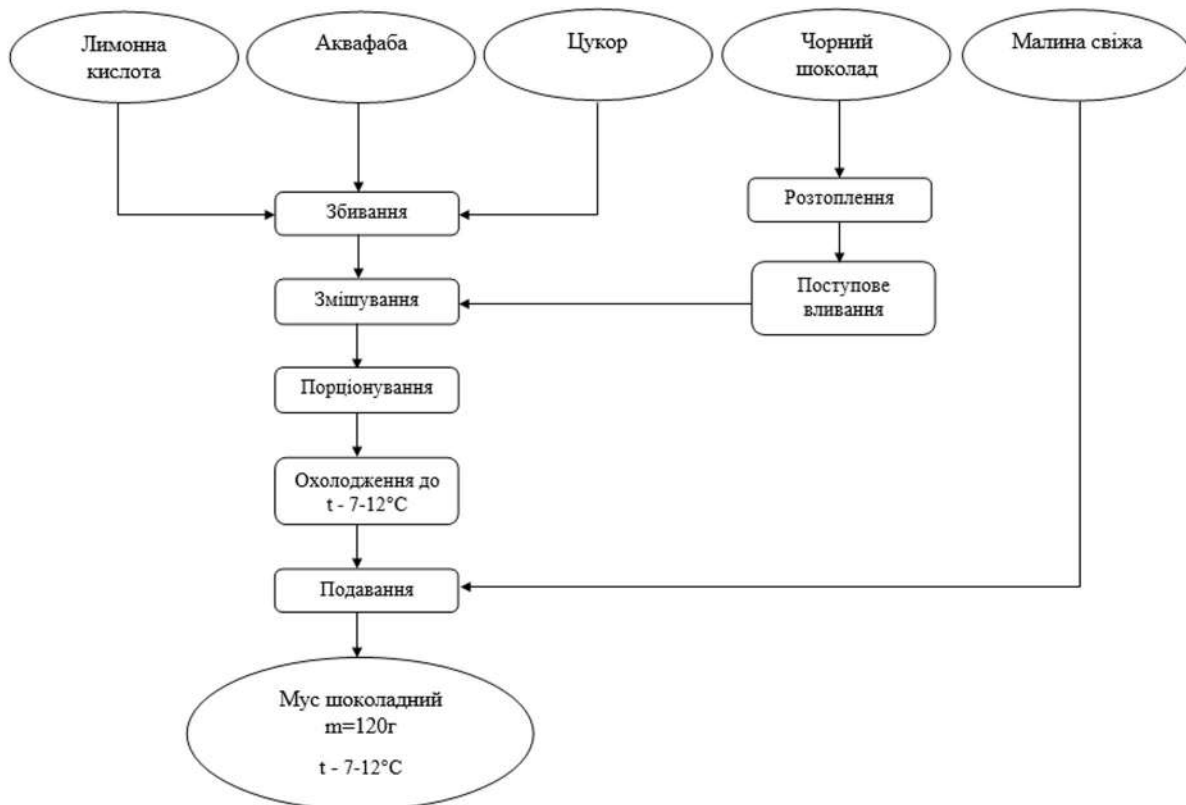 Лимонна
кислота
Аквафаба
Цукор
Чорний
шоколад
Малина свіжа
Збивання
Розтоплення
Змішування
Поступове
вливання
Порціонування
Охолодження до
t - 7-12°C
Подавання
Мус шоколадний
m=120г
t - 7-12°C